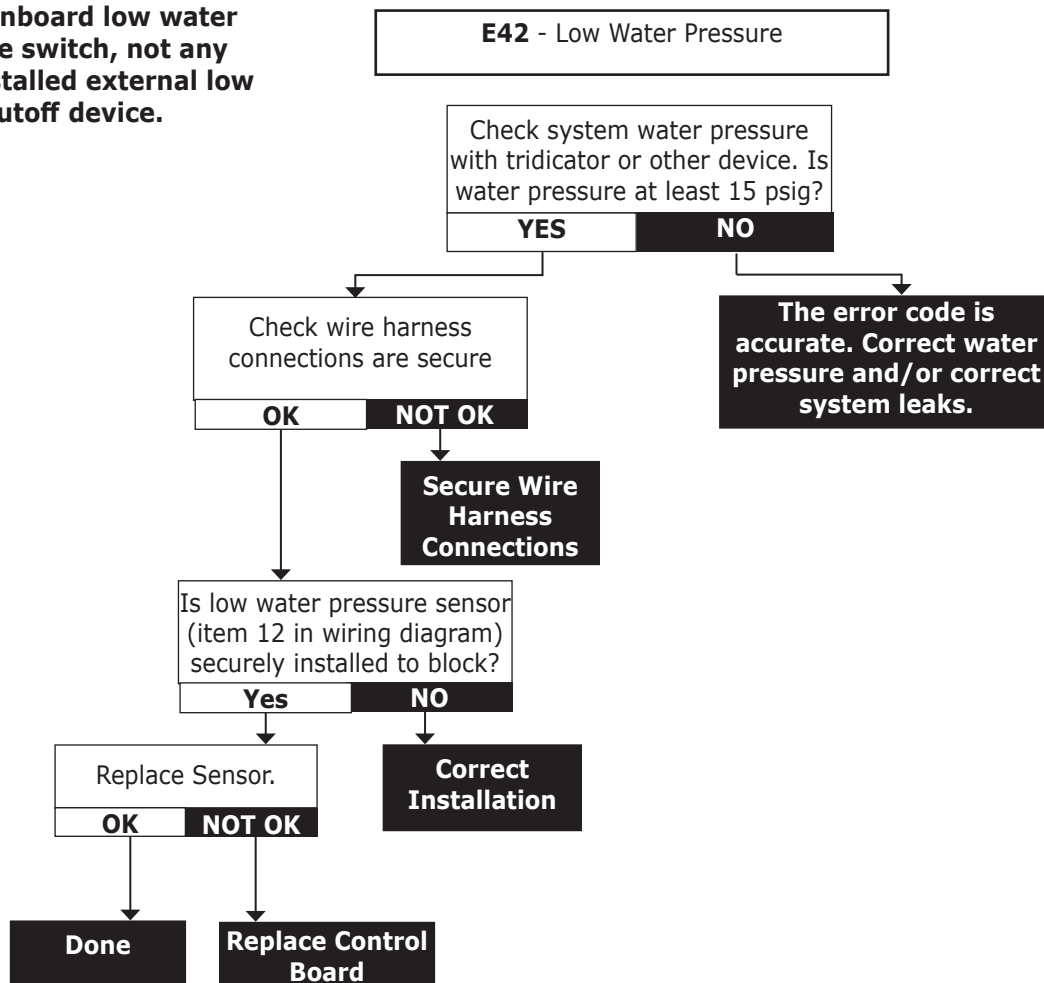 low water
switch, not any
external low
device.
E42 - Low Water Pressure
Check system water pressure
with tridicator or other device. Is
water pressure at least 15 psig?
YES NO
Check wire harness
connections are secure
The error code is
accurate. Correct water
pressure and/or correct
system leaks.
OK NOT OK
Secure Wire
Harness
Connections
Is low water pressure sensor
(item 12 in wiring diagram)
securely installed to block?
Yes NO
Replace Sensor.
Correct
Installation
OK NOT OK
Done
Replace Control
Board